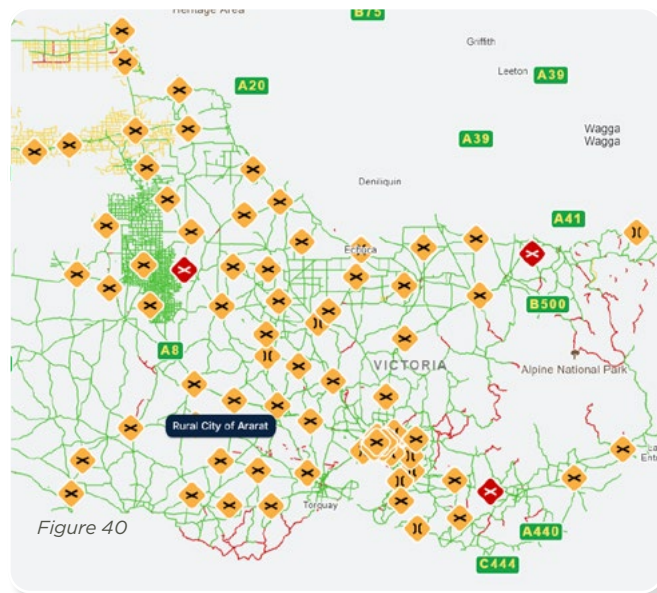 Heritage Area
B75
Griffith
Leeton
A39
A20
A39
Wagga
Wagga
Deniliquin
A41
Echuca
B500
A8
VICTORIA
Alpine National Park
Rural City of Ararat
Torquay
Figure 40
A440
C444